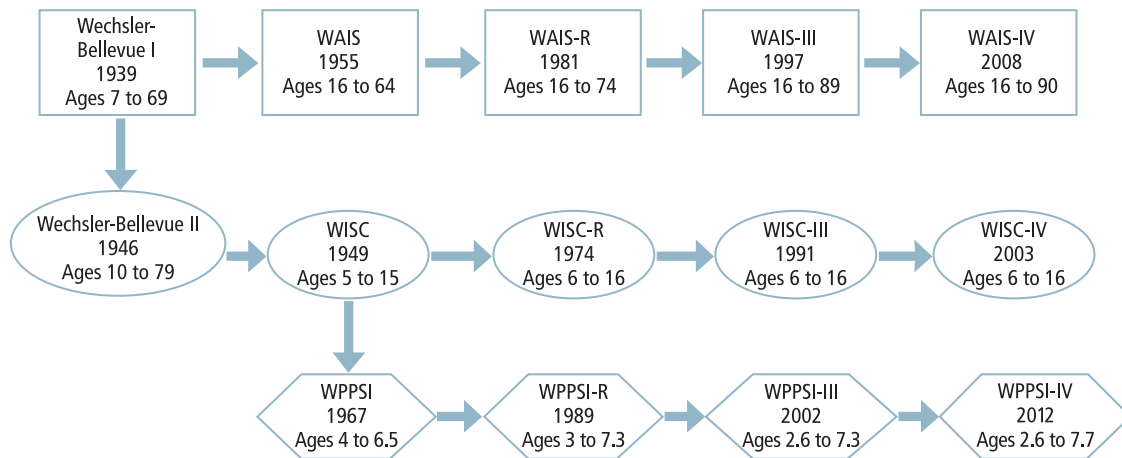 Wechsler-
Bellevue I
1939
Ages 7 to 69
WAIS
1955
Ages 16 to 64
WAIS-R
1981
Ages 16 to 74
WAIS-III
1997
Ages 16 to 89
WAIS-IV
2008
Ages 16 to 90
Wechsler-Bellevue II
1946
Ages 10 to 79
WISC
1949
Ages 5 to 15
WISC-R
1974
Ages 6 to 16
WISC-III
1991
Ages 6 to 16
WISC-IV
2003
Ages 6 to 16
WPPSI
1967
Ages 4 to 6.5
WPPSI-R
1989
Ages 3 to 7.3
WPPSI-III
2002
Ages 2.6 to 7.3
WPPSI-IV
2012
Ages 2.6 to 7.7